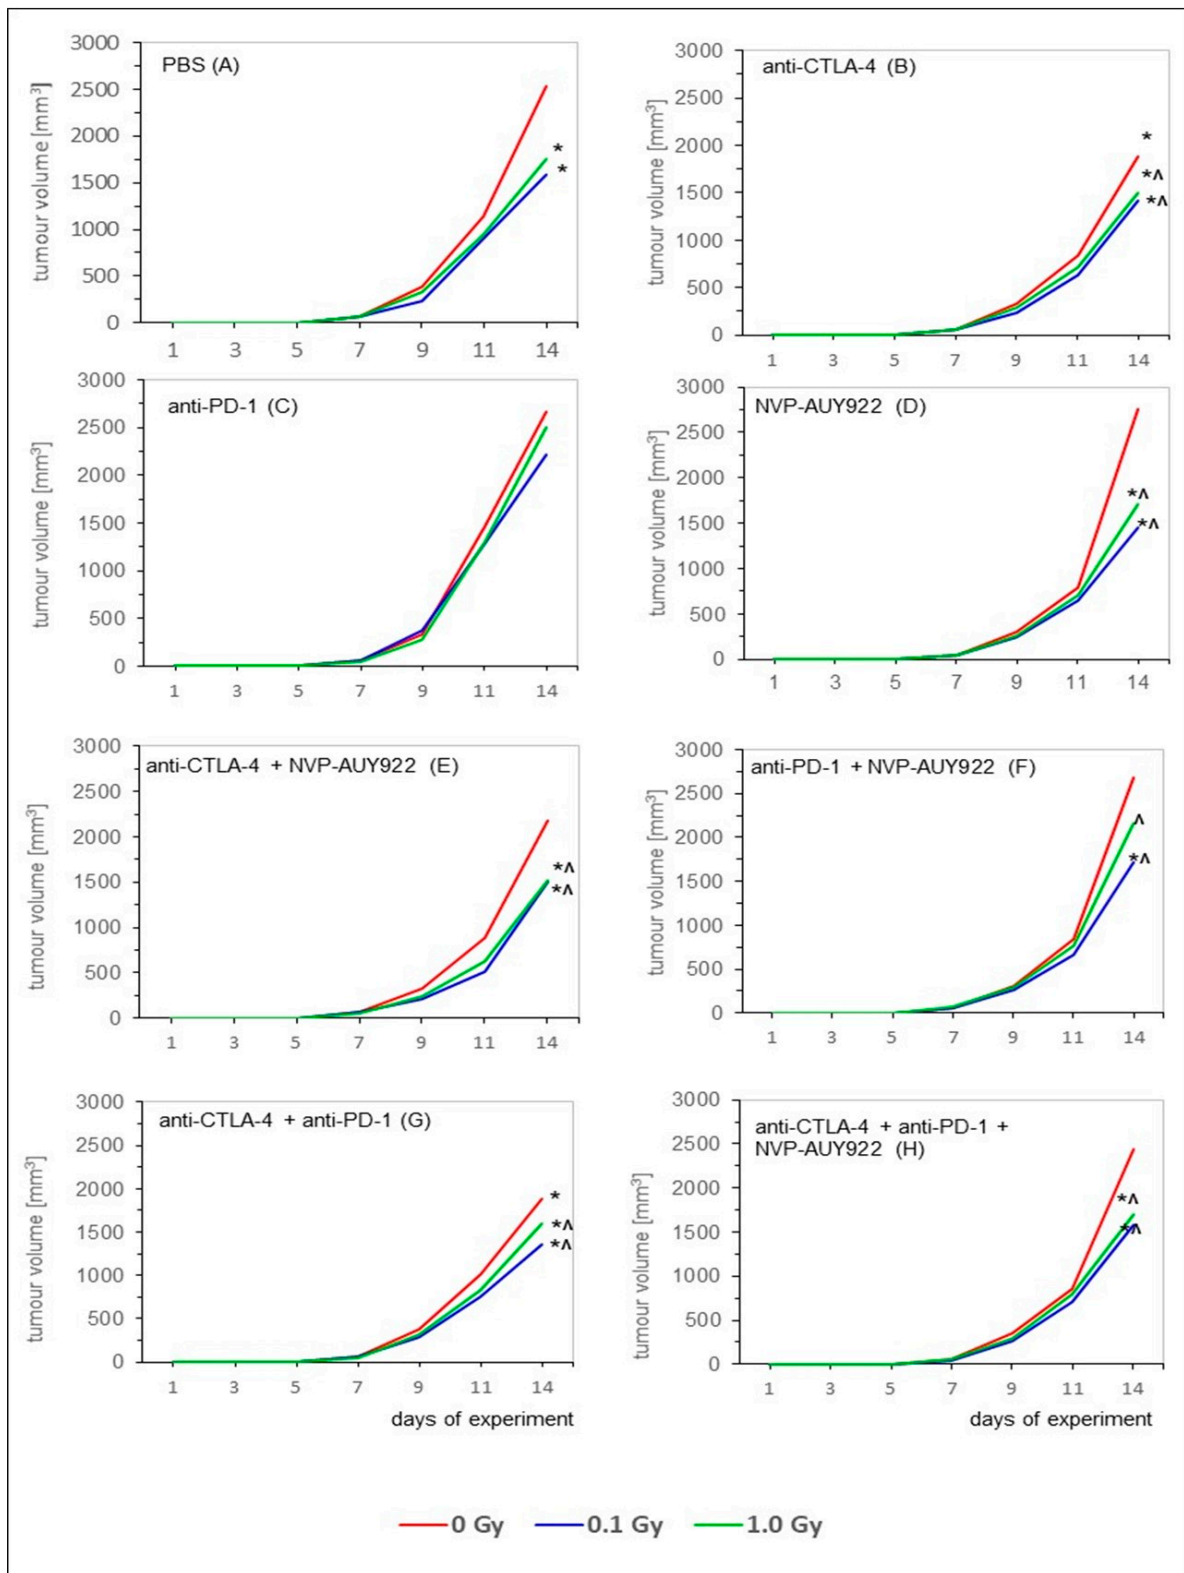 PBS (A)
tumour volume [mm³]
3000
2500
2000
1500
1000
500
0
1 3 5 7 9 11 14
*
*
anti-CTLA-4 (B)
tumour volume [mm³]
3000
2500
2000
1500
1000
500
0
1 3 5 7 9 11 14
*
*^
*^
anti-PD-1 (C)
tumour volume [mm³]
3000
2500
2000
1500
1000
500
0
1 3 5 7 9 11 14
NVP-AUY922 (D)
tumour volume [mm³]
3000
2500
2000
1500
1000
500
0
1 3 5 7 9 11 14
*^
*^
anti-CTLA-4 + NVP-AUY922 (E)
tumour volume [mm³]
3000
2500
2000
1500
1000
500
0
1 3 5 7 9 11 14
*^
*^
anti-PD-1 + NVP-AUY922 (F)
tumour volume [mm³]
3000
2500
2000
1500
1000
500
0
1 3 5 7 9 11 14
^
*^
anti-CTLA-4 + anti-PD-1 (G)
tumour volume [mm³]
3000
2500
2000
1500
1000
500
0
1 3 5 7 9 11 14
*
*^
*^
days of experiment
anti-CTLA-4 + anti-PD-1 +
NVP-AUY922 (H)
tumour volume [mm³]
3000
2500
2000
1500
1000
500
0
1 3 5 7 9 11 14
*^
*^
days of experiment
0 Gy 0.1 Gy 1.0 Gy